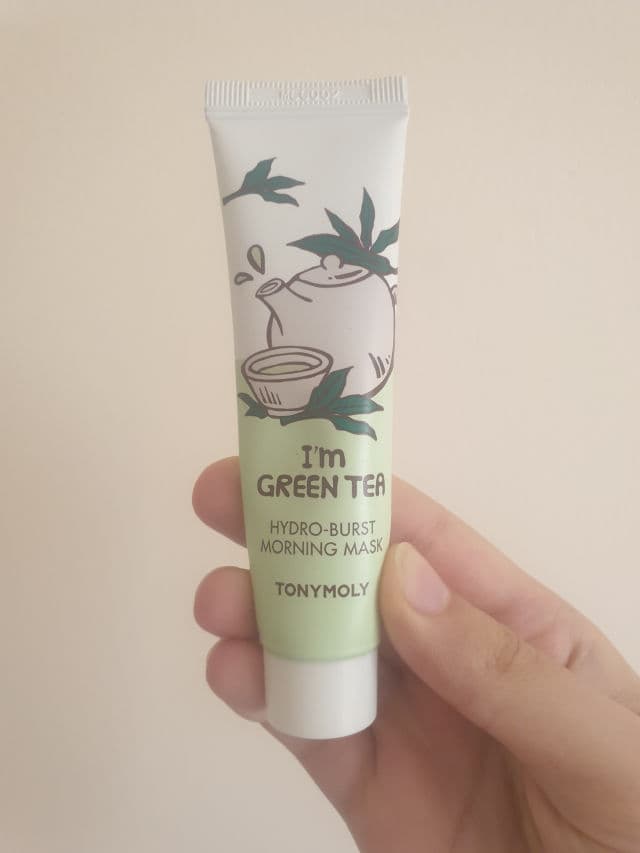 I'm
GREEN TEA
HYDRO-BURST
MORNING MASK
TONYMOLY